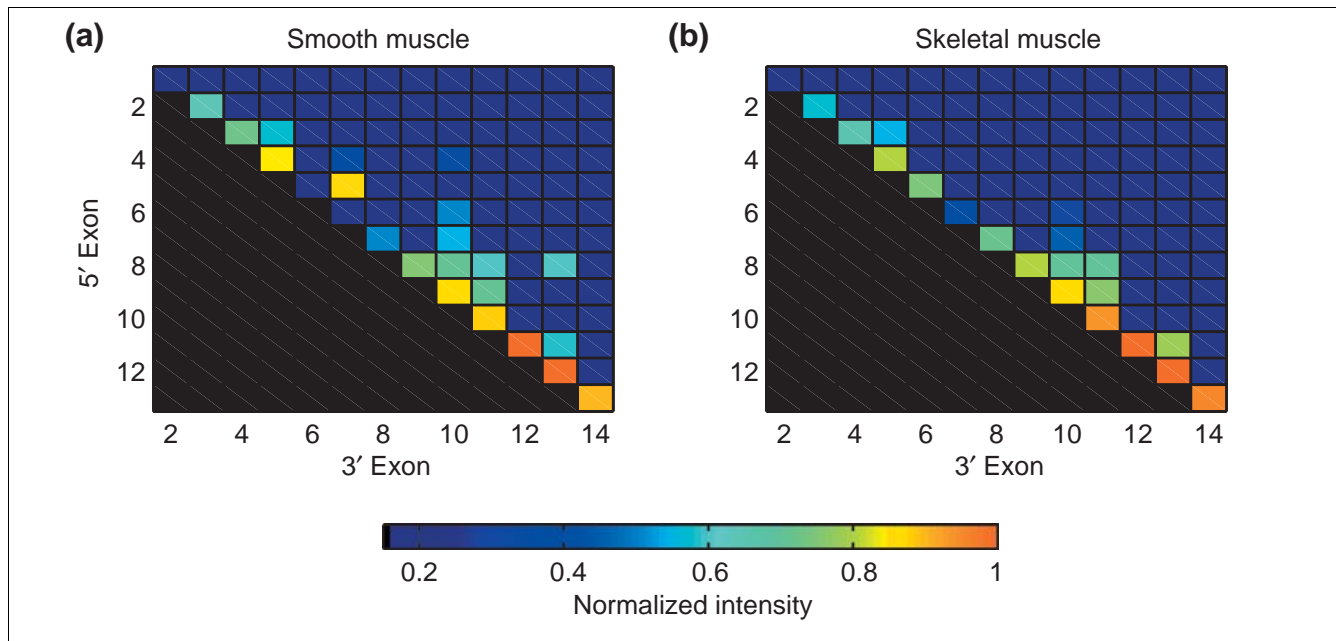 (a) Smooth muscle
(b) Skeletal muscle
5′ Exon
2
4
6
8
10
12
2 4 6 8 10 12 14
3′ Exon
2
4
6
8
10
12
2 4 6 8 10 12 14
3′ Exon
0.2 0.4 0.6 0.8 1
Normalized intensity